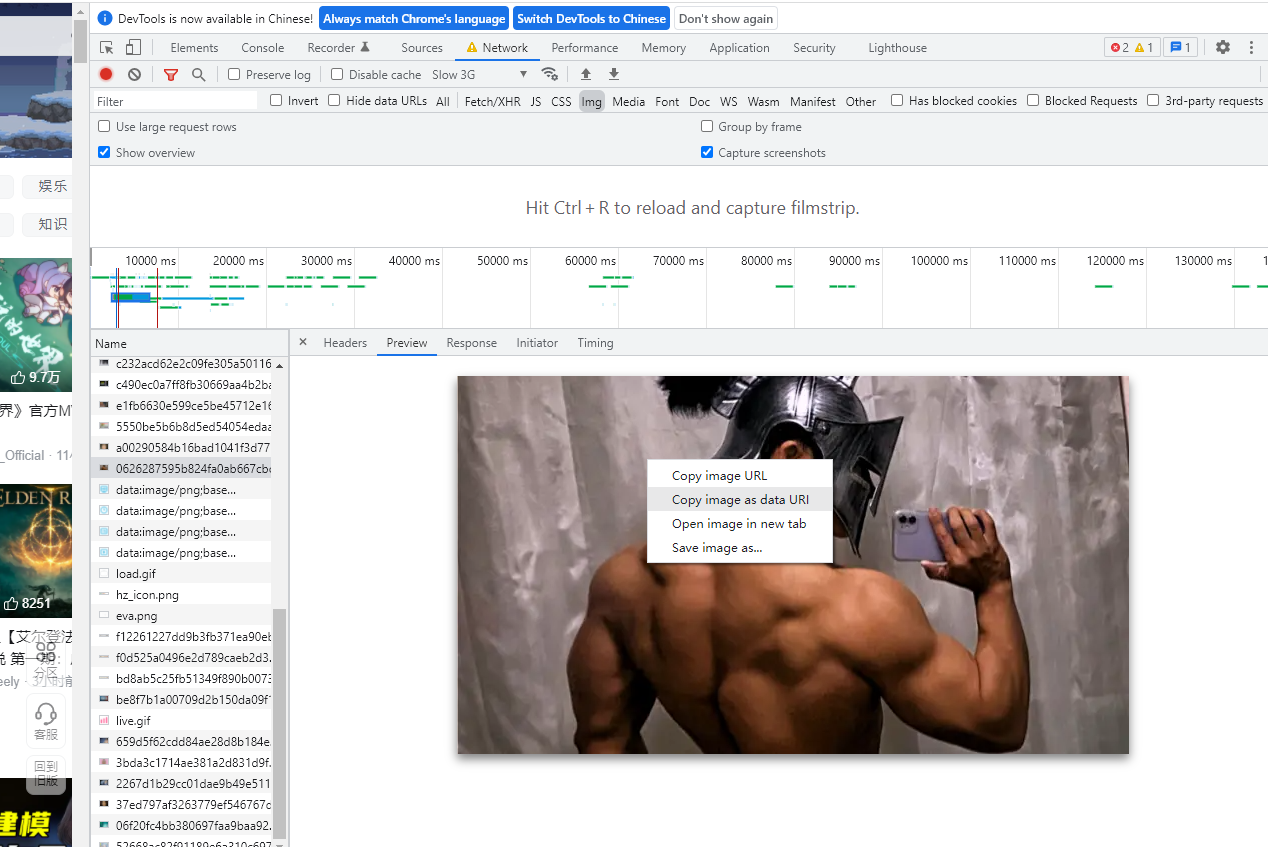 DevTools is now available in Chinese! Always match Chrome's language Switch DevTools to Chinese Don't show again
Elements Console Recorder Sources Network Performance Memory Application Security Lighthouse 2 1 1
Preserve log Disable cache Slow 3G
Filter Invert Hide data URLs All Fetch/XHR JS CSS Img Media Font Doc WS Wasm Manifest Other Has blocked cookies Blocked Requests 3rd-party requests
Use large request rows Group by frame
Show overview Capture screenshots
Hit Ctrl + R to reload and capture filmstrip.
10000 ms 20000 ms 30000 ms 40000 ms 50000 ms 60000 ms 70000 ms 80000 ms 90000 ms 100000 ms 110000 ms 120000 ms 130000 ms
Name
Headers Preview Response Initiator Timing
c232acd62e2c09fe305a50116
c490ec0a7ff8fb30669aa4b2ba
e1fb6630e599ce5be45712e16
5550be5b6b8d5ed54054edaa
a00290584b16bad1041f3d77
0626287595b824fa0ab667cbc
data:image/png;base...
data:image/png;base...
data:image/png;base...
data:image/png;base...
load.gif
hz_icon.png
eva.png
f12261227dd9b3fb371ea90eb
f0d525a0496e2d789caeb2d3.
bd8ab5c25fb51349f890b0073
be8f7b1a00709d2b150da09f1
live.gif
659d5f62cdd84ae28d8b184e.
3bda3c1714ae381a2d831d9f.
2267d1b29cc01dae9b49e511
37ed797af3263779ef546767c
06f20fc4bb380697faa9baa92.
52668ac82f91189e6a310c697
Copy image URL
Copy image as data URI
Open image in new tab
Save image as...
娱乐
知识
的世界
9.7万
界》官方M
_Official · 11
ELDEN R
8251
【艾尔登法
说 第一期:
eely · 3小时前
分区
客服
回到
旧版
建模